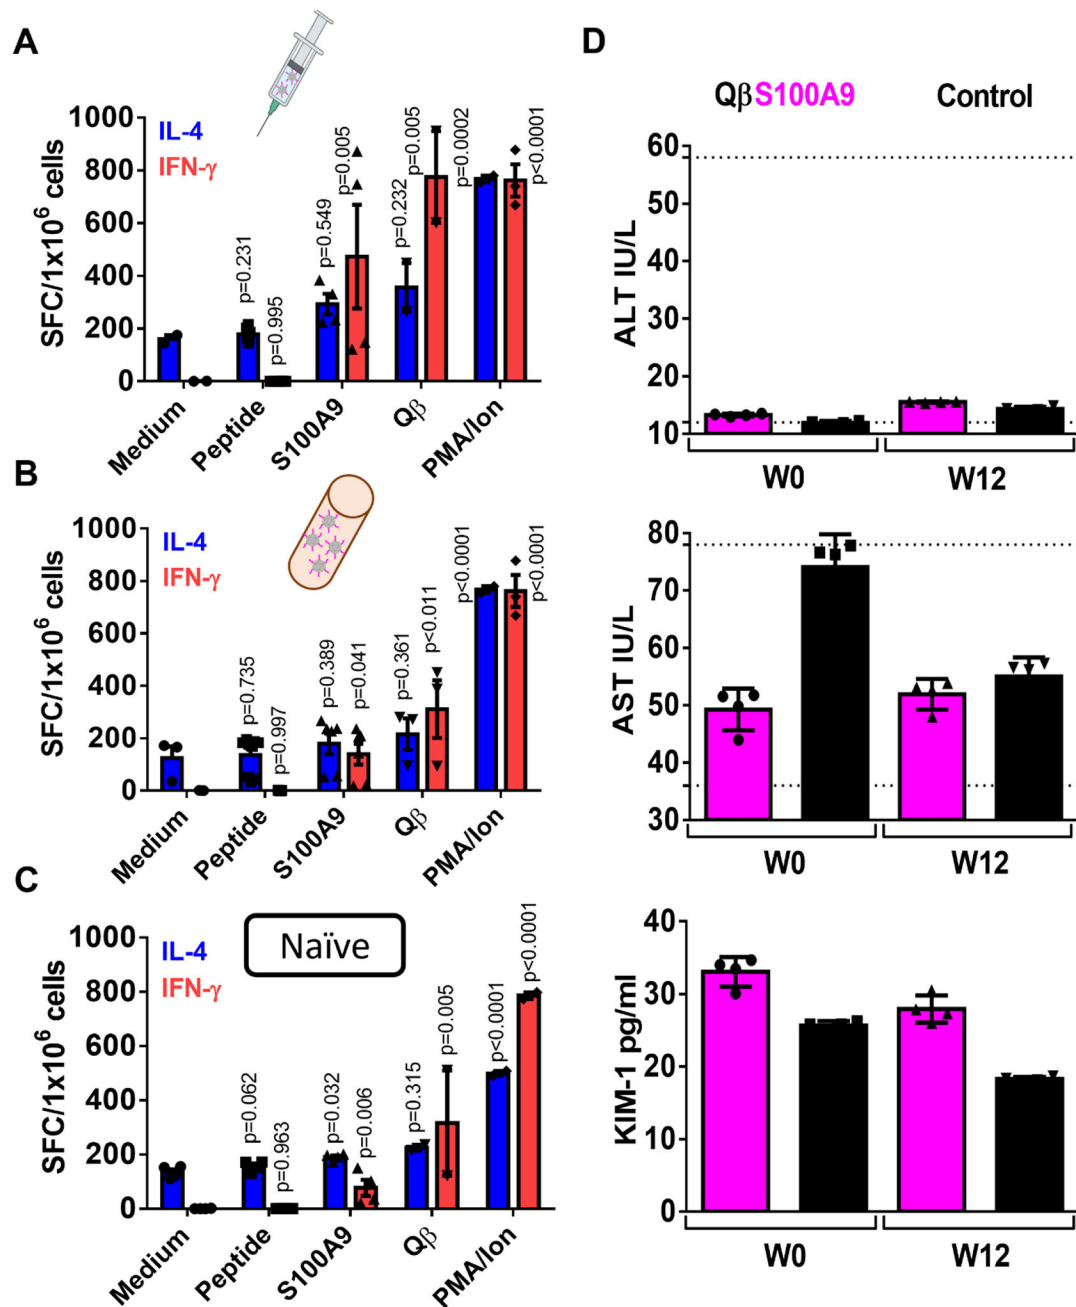 A
IL-4
IFN-γ
SFC/1x10⁶ cells
1000
800
600
400
200
0
p=0.231
p=0.995
p=0.549
p=0.005
p=0.232
p=0.005
p=0.0002
p<0.0001
Medium
Peptide
S100A9
Qβ
PMA/Ion
B
IL-4
IFN-γ
SFC/1x10⁶ cells
1000
800
600
400
200
0
p=0.735
p=0.997
p=0.389
p=0.041
p=0.361
p<0.011
p<0.0001
p<0.0001
Medium
Peptide
S100A9
Qβ
PMA/Ion
C
Naïve
IL-4
IFN-γ
SFC/1x10⁶ cells
1000
800
600
400
200
0
p=0.062
p=0.963
p=0.032
p=0.006
p=0.315
p=0.005
p<0.0001
p<0.0001
Medium
Peptide
S100A9
Qβ
PMA/Ion
D
QβS100A9 Control
ALT IU/L
60
50
40
30
20
10
W0 W12
AST IU/L
80
70
60
50
40
30
W0 W12
KIM-1 pg/ml
40
30
20
10
0
W0 W12